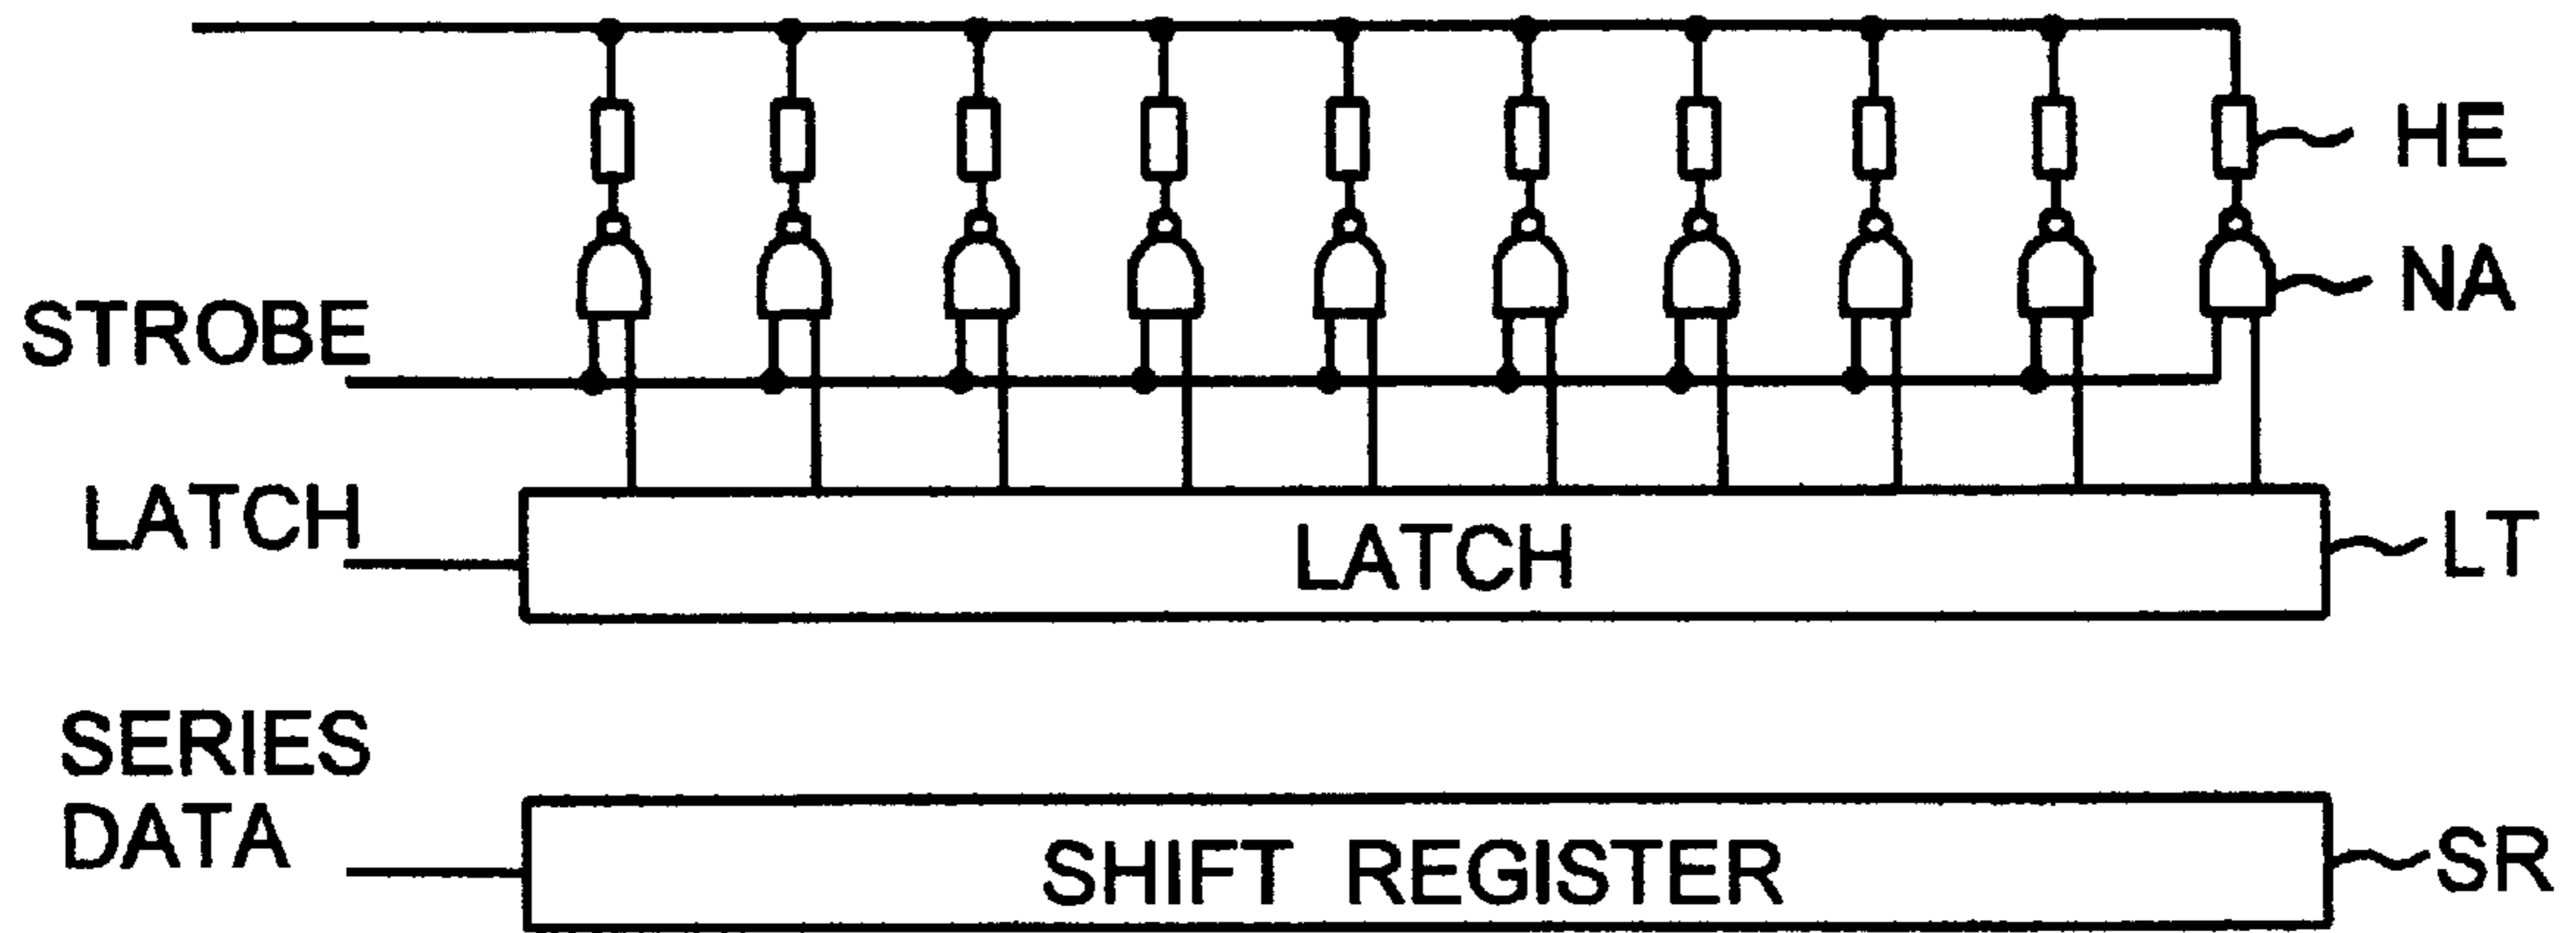 HE
NA
STROBE
LATCH
LATCH
LT
SERIES
DATA
SHIFT REGISTER
SR